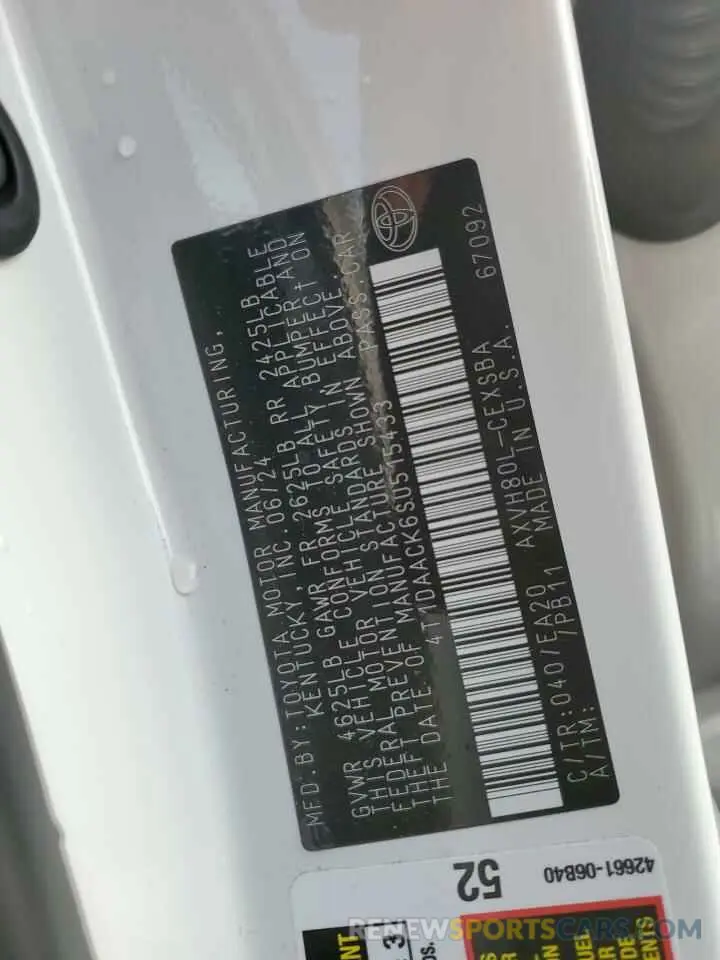 MFD.BY:TOYOTA MOTOR MANUFACTURING,
KENTUCKY, INC. 06/24
GVWR 4625LB GAWR FR 2625LB RR 2425LB
THIS VEHICLE CONFORMS TO ALL APPLICABLE
FEDERAL MOTOR VEHICLE SAFETY BUMPER, AND
THEFT PREVENTION STANDARDS IN EFFECT ON
THE DATE OF MANUFACTURE SHOWN ABOVE.
4T1DAACK6SU515433 PASS.CAR
C/TR:040/EA20 AXVH80L-CEXSBA 67092
A/TM: /PB11 MADE IN U.S.A.
42661-06B40
52
RENEWSPORTSCARS.COM